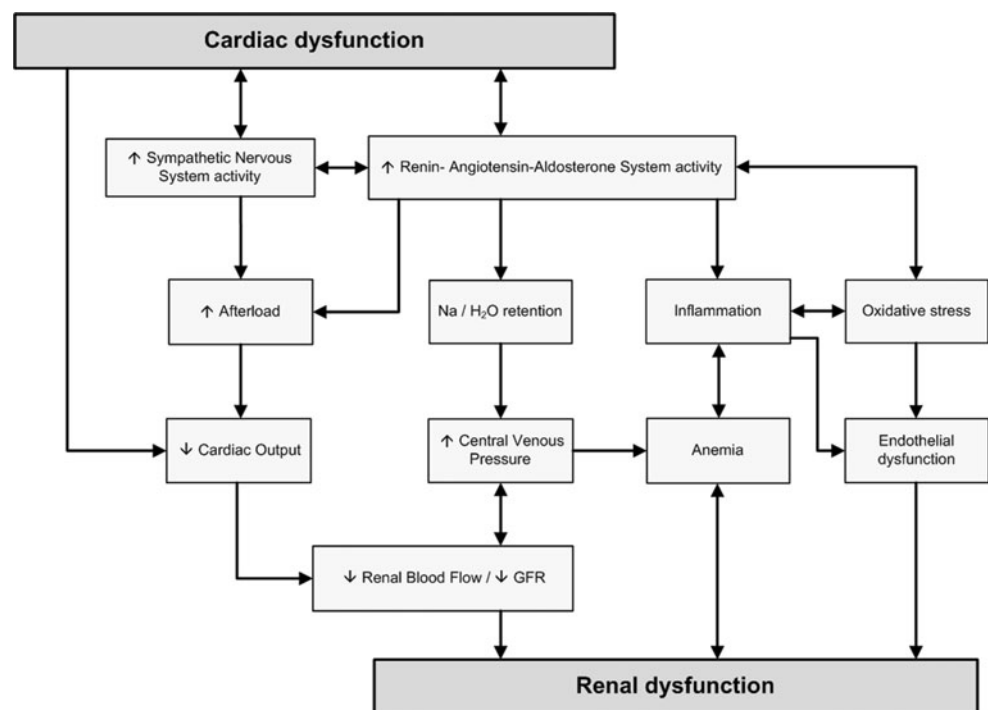 Cardiac dysfunction
↑ Sympathetic Nervous
System activity
↑ Renin- Angiotensin-Aldosterone System activity
↑ Afterload
Na / H₂O retention
Inflammation
Oxidative stress
↓ Cardiac Output
↑ Central Venous
Pressure
Anemia
Endothelial
dysfunction
↓ Renal Blood Flow / ↓ GFR
Renal dysfunction